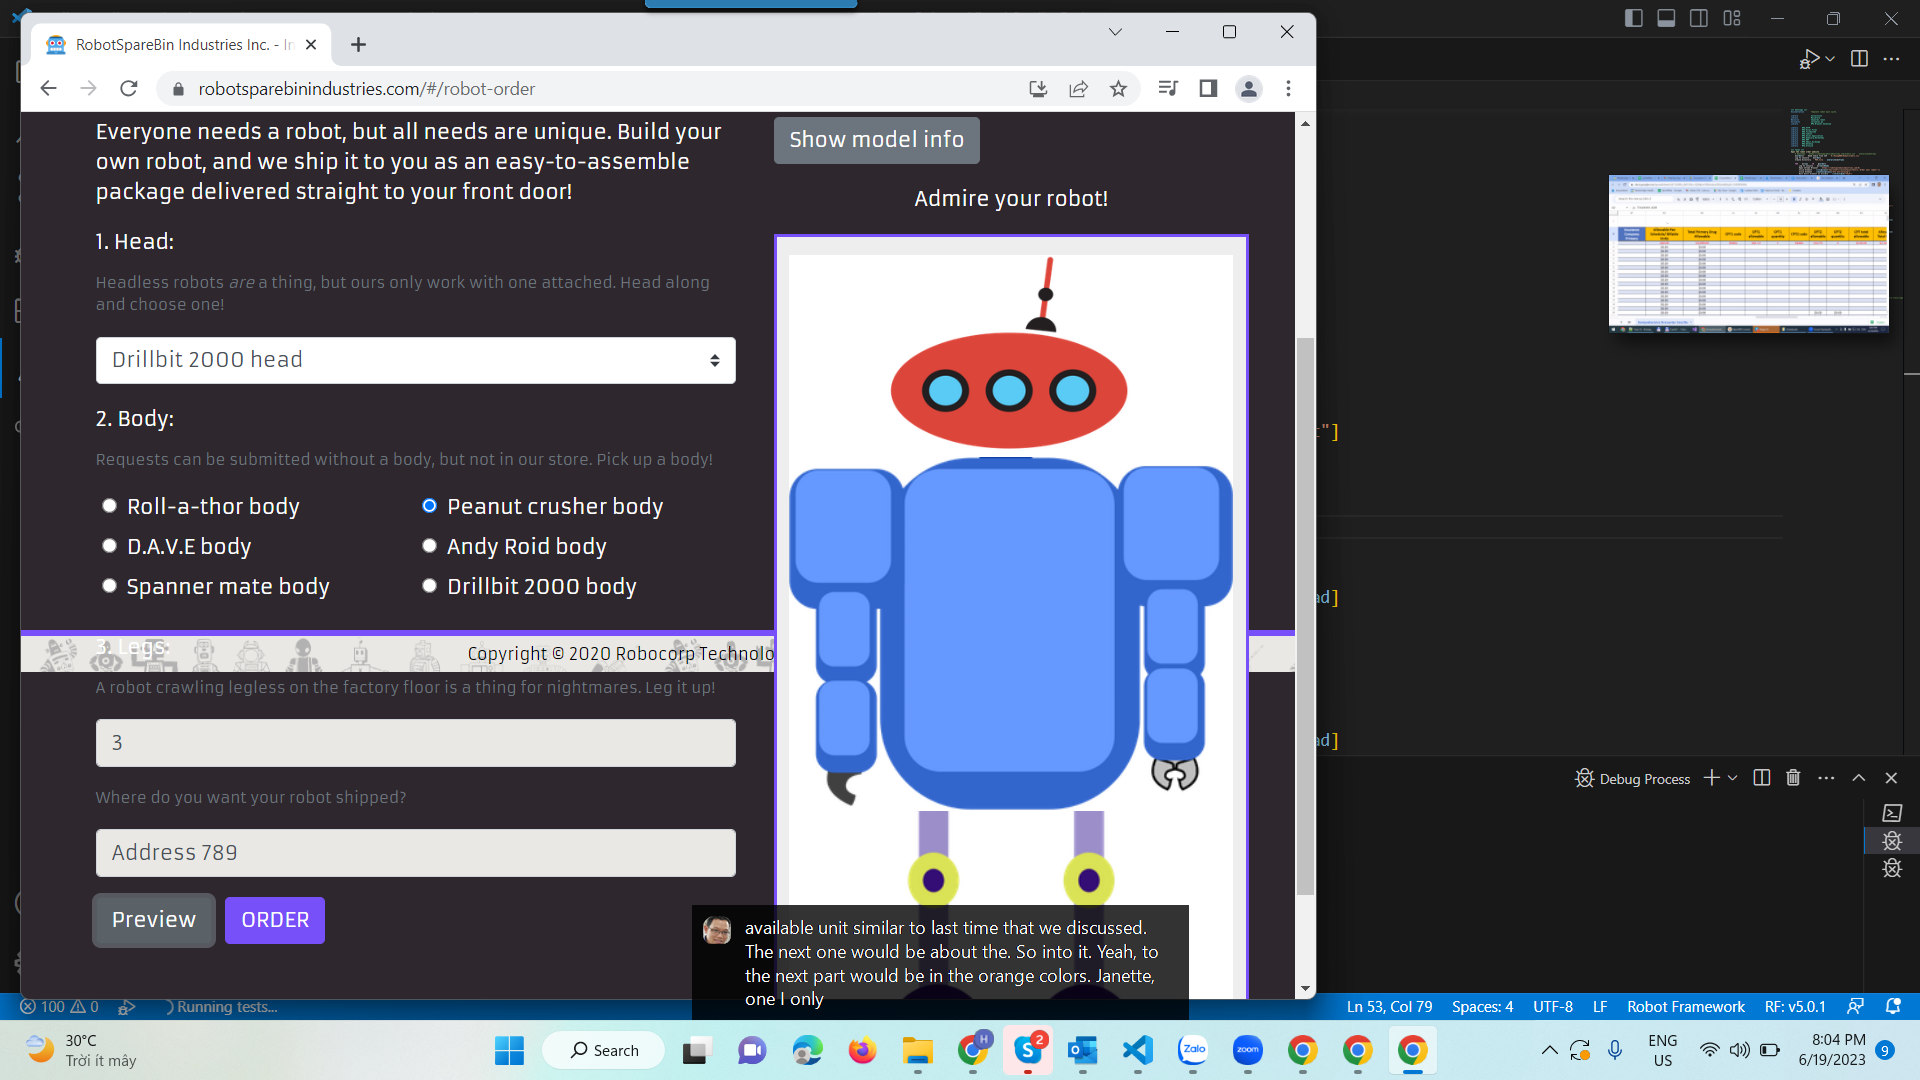 RobotSpareBin Industries Inc. - In
robotsparebinindustries.com/#/robot-order
Everyone needs a robot, but all needs are unique. Build your
own robot, and we ship it to you as an easy-to-assemble
package delivered straight to your front door!
1. Head:
Headless robots are a thing, but ours only work with one attached. Head along
and choose one!
Drillbit 2000 head
2. Body:
Requests can be submitted without a body, but not in our store. Pick up a body!
Roll-a-thor body
Peanut crusher body
D.A.V.E body
Andy Roid body
Spanner mate body
Drillbit 2000 body
3. Legs:
Copyright © 2020 Robocorp Technolo
A robot crawling legless on the factory floor is a thing for nightmares. Leg it up!
3
Where do you want your robot shipped?
Address 789
Preview
ORDER
Show model info
Admire your robot!
available unit similar to last time that we discussed.
The next one would be about the. So into it. Yeah, to
the next part would be in the orange colors. Janette,
one I only
"]
ad]
ad]
Debug Process
100
0
Running tests...
Ln 53, Col 79
Spaces: 4
UTF-8
LF
Robot Framework
RF: v5.0.1
30°C
Trời ít mây
Search
H
2
Zalo
zoom
ENG
US
8:04 PM
6/19/2023
9